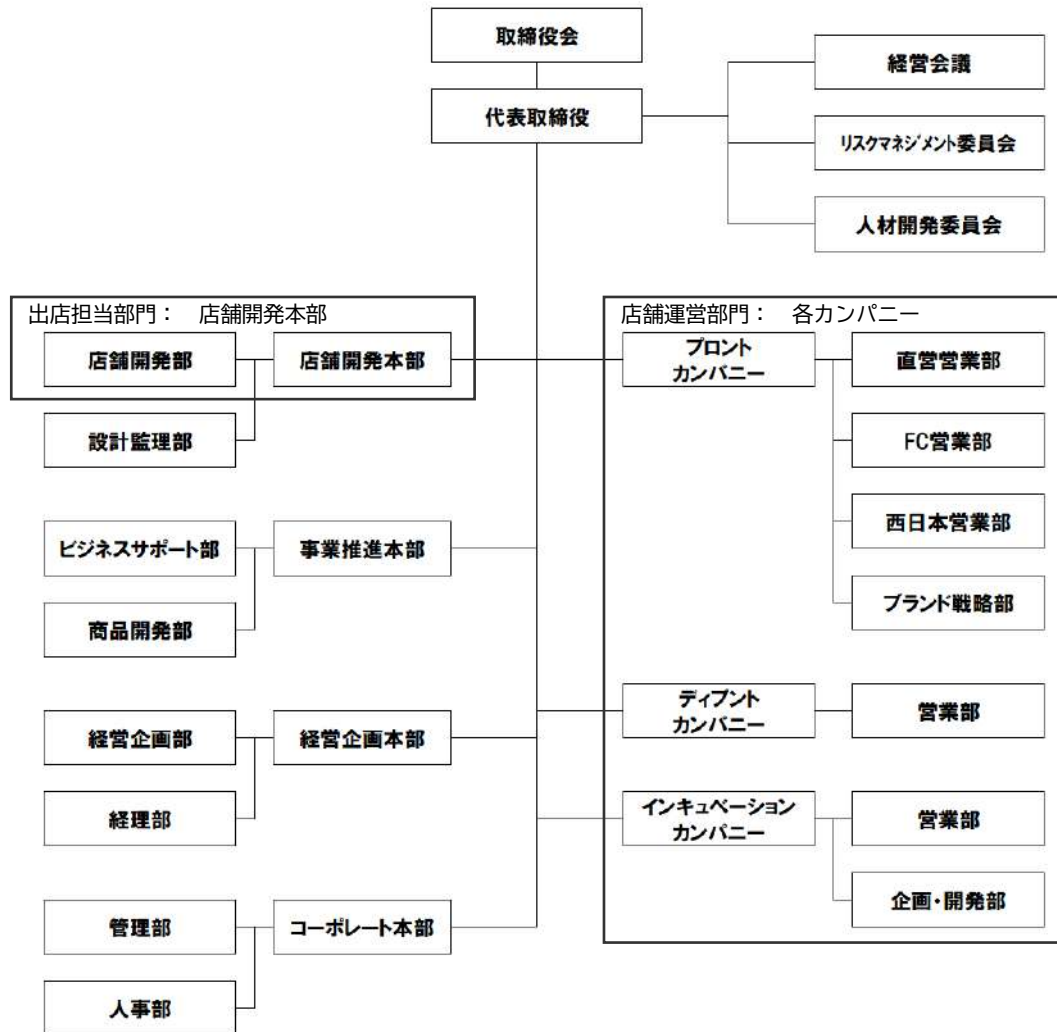 取締役会
代表取締役
経営会議
リスクマネジメント委員会
人材開発委員会
出店担当部門： 店舗開発本部
店舗開発部
店舗開発本部
設計監理部
ビジネスサポート部
事業推進本部
商品開発部
経営企画部
経営企画本部
経理部
管理部
コーポレート本部
人事部
店舗運営部門： 各カンパニー
プロント
カンパニー
直営営業部
FC営業部
西日本営業部
ブランド戦略部
ディプント
カンパニー
営業部
インキュベーション
カンパニー
営業部
企画・開発部